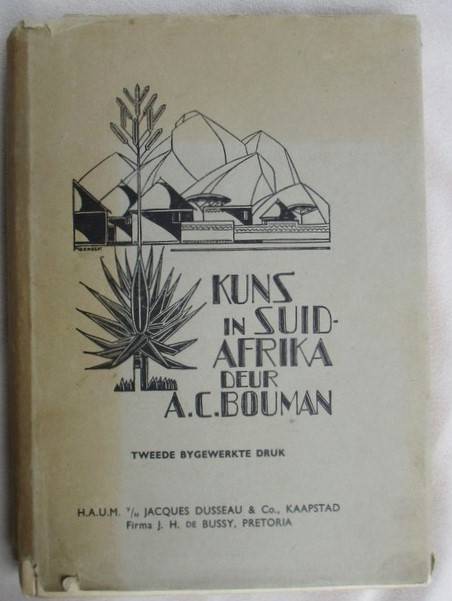 KUNS
IN SUID-
AFRIKA
DEUR
A.C. BOUMAN
TWEEDE BYGEWERKTE DRUK
H.A.U.M. V/H JACQUES DUSSEAU & Co., KAAPSTAD
Firma J. H. DE BUSSY, PRETORIA